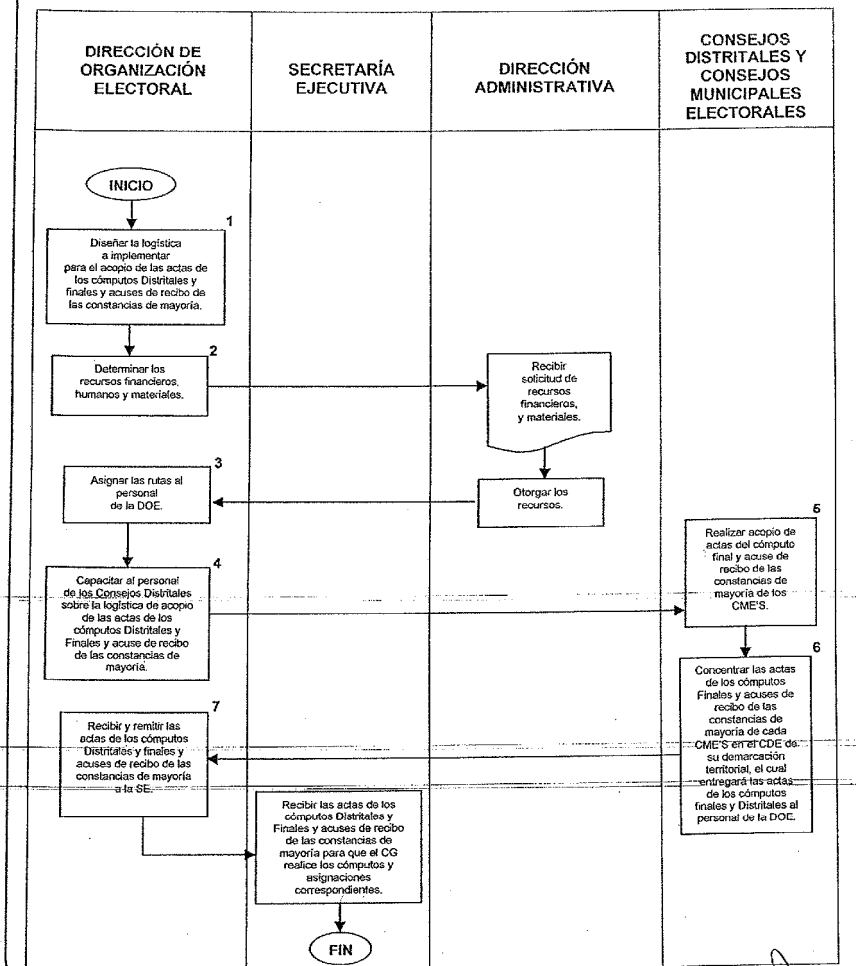 DIRECCIÓN DE
ORGANIZACIÓN
ELECTORAL
SECRETARÍA
EJECUTIVA
DIRECCIÓN
ADMINISTRATIVA
CONSEJOS
DISTRITALES Y
CONSEJOS
MUNICIPALES
ELECTORALES
INICIO
1
Diseñar la logística
a implementar
para el acopio de las actas de
los cómputos Distritales y
finales y acuses de recibo de
las constancias de mayoría.
2
Determinar los
recursos financieros,
humanos y materiales.
Recibir
solicitud de
recursos
financieros,
y materiales.
Otorgar los
recursos.
3
Asignar las rutas al
personal
de la DOE.
4
Capacitar al personal
de los Consejos Distritales
sobre la logística de acopio
de las actas de los
cómputos Distritales y
Finales y acuse de recibo
de las constancias de
mayoría.
5
Realizar acopio de
actas del cómputo
final y acuse de
recibo de las
constancias de
mayoría de los
CME'S.
6
Concentrar las actas
de los cómputos
Finales y acuses de
recibo de las
constancias de
mayoría de cada
CME'S en el CDE de
su demarcación
territorial, el cual
entregará las actas
de los cómputos
finales y Distritales al
personal de la DOE.
7
Recibir y remitir las
actas de los cómputos
Distritales y finales y
acuses de recibo de las
constancias de mayoría
a la SE.
Recibir las actas de los
cómputos Distritales y
Finales y acuses de recibo
de las constancias de
mayoría para que el CG
realice los cómputos y
asignaciones
correspondientes.
FIN